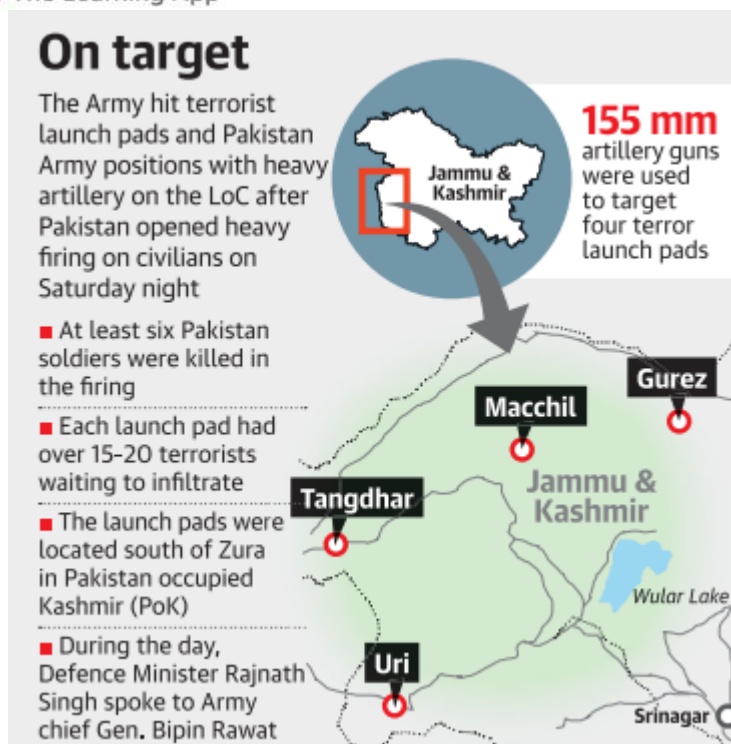 The Learning App
On target
The Army hit terrorist
launch pads and Pakistan
Army positions with heavy
artillery on the LoC after
Pakistan opened heavy
firing on civilians on
Saturday night
■ At least six Pakistan
soldiers were killed in
the firing
■ Each launch pad had
over 15-20 terrorists
waiting to infiltrate
■ The launch pads were
located south of Zura
in Pakistan occupied
Kashmir (PoK)
■ During the day,
Defence Minister Rajnath
Singh spoke to Army
chief Gen. Bipin Rawat
Jammu &
Kashmir
155 mm
artillery guns
were used
to target
four terror
launch pads
Gurez
Macchil
Tangdhar
Jammu &
Kashmir
Wular Lake
Uri
Srinagar